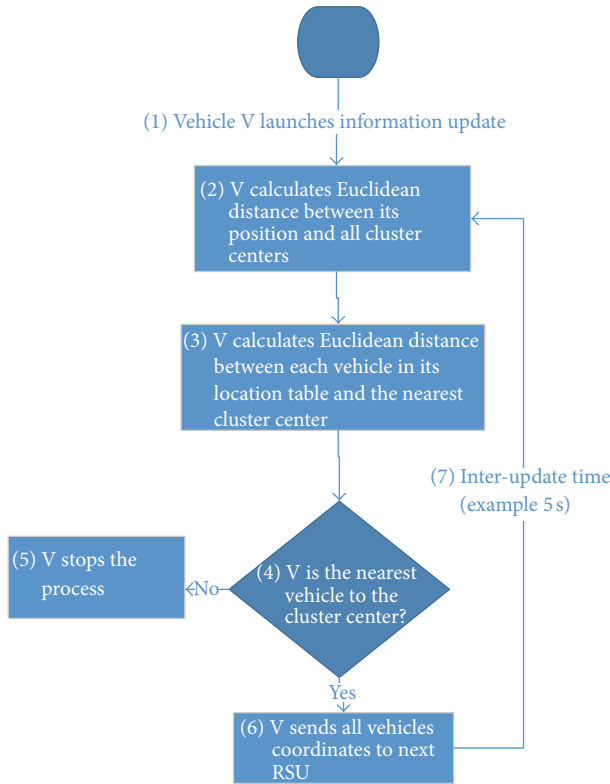 (1) Vehicle V launches information update
(2) V calculates Euclidean
distance between its
position and all cluster
centers
(3) V calculates Euclidean distance
between each vehicle in its
location table and the nearest
cluster center
(7) Inter-update time
(example 5 s)
(4) V is the nearest
vehicle to the
cluster center?
No
(5) V stops the
process
Yes
(6) V sends all vehicles
coordinates to next
RSU